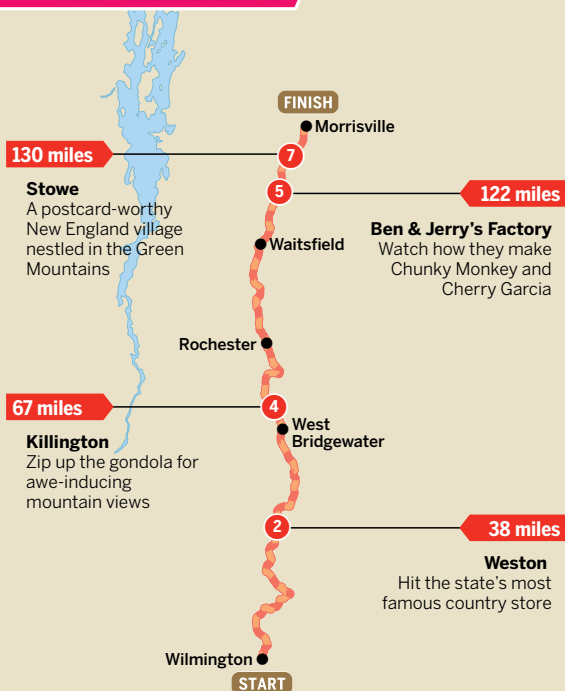 FINISH
Morrisville
7
130 miles
5
122 miles
Stowe
A postcard-worthy
New England village
nestled in the Green
Mountains
Ben & Jerry's Factory
Watch how they make
Chunky Monkey and
Cherry Garcia
Waitsfield
Rochester
67 miles
4
West
Bridgewater
Killington
Zip up the gondola for
awe-inducing
mountain views
2
38 miles
Weston
Hit the state's most
famous country store
Wilmington
START